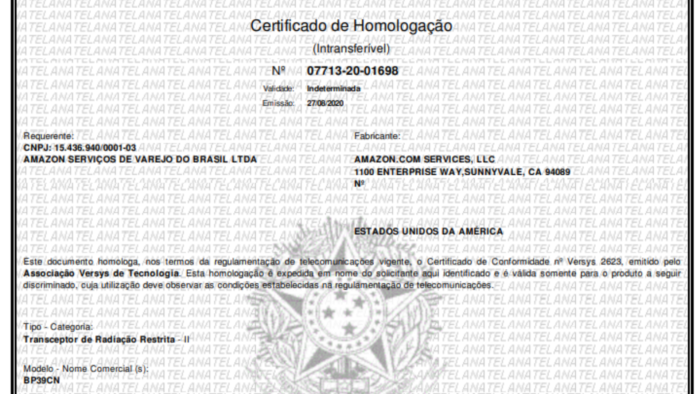 Certificado de Homologação
(Intransferível)
Nº 07713-20-01698
Validade: Indeterminada
Emissão: 27/08/2020
Requerente: Fabricante:
CNPJ: 15.436.940/0001-03
AMAZON SERVIÇOS DE VAREJO DO BRASIL LTDA AMAZON.COM SERVICES, LLC
1100 ENTERPRISE WAY,SUNNYVALE, CA 94089
Nº
ESTADOS UNIDOS DA AMÉRICA
Este documento homologa, nos termos da regulamentação de telecomunicações vigente, o Certificado de Conformidade nº Versys 2623, emitido pelo
Associação Versys de Tecnologia. Esta homologação é expedida em nome do solicitante aqui identificado e é válida somente para o produto a seguir
discriminado, cuja utilização deve observar as condições estabelecidas na regulamentação de telecomunicações.
Tipo - Categoria:
Transceptor de Radiação Restrita - II
Modelo - Nome Comercial (s):
BP39CN